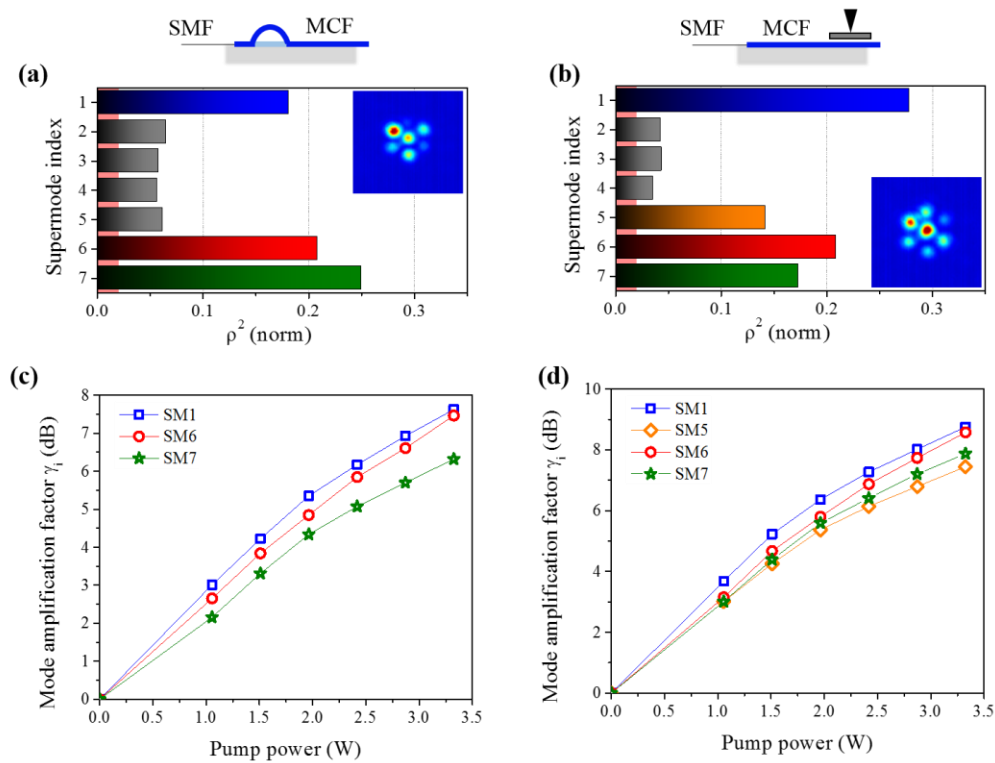 SMF MCF
SMF MCF
(a)
(b)
Supermode index
1
2
3
4
5
6
7
0.0 0.1 0.2 0.3
ρ² (norm)
Supermode index
1
2
3
4
5
6
7
0.0 0.1 0.2 0.3
ρ² (norm)
(c)
(d)
Mode amplification factor γi (dB)
8
7
6
5
4
3
2
1
0
SM1
SM6
SM7
0.0 0.5 1.0 1.5 2.0 2.5 3.0 3.5
Pump power (W)
Mode amplification factor γi (dB)
10
8
6
4
2
0
SM1
SM5
SM6
SM7
0.0 0.5 1.0 1.5 2.0 2.5 3.0 3.5
Pump power (W)